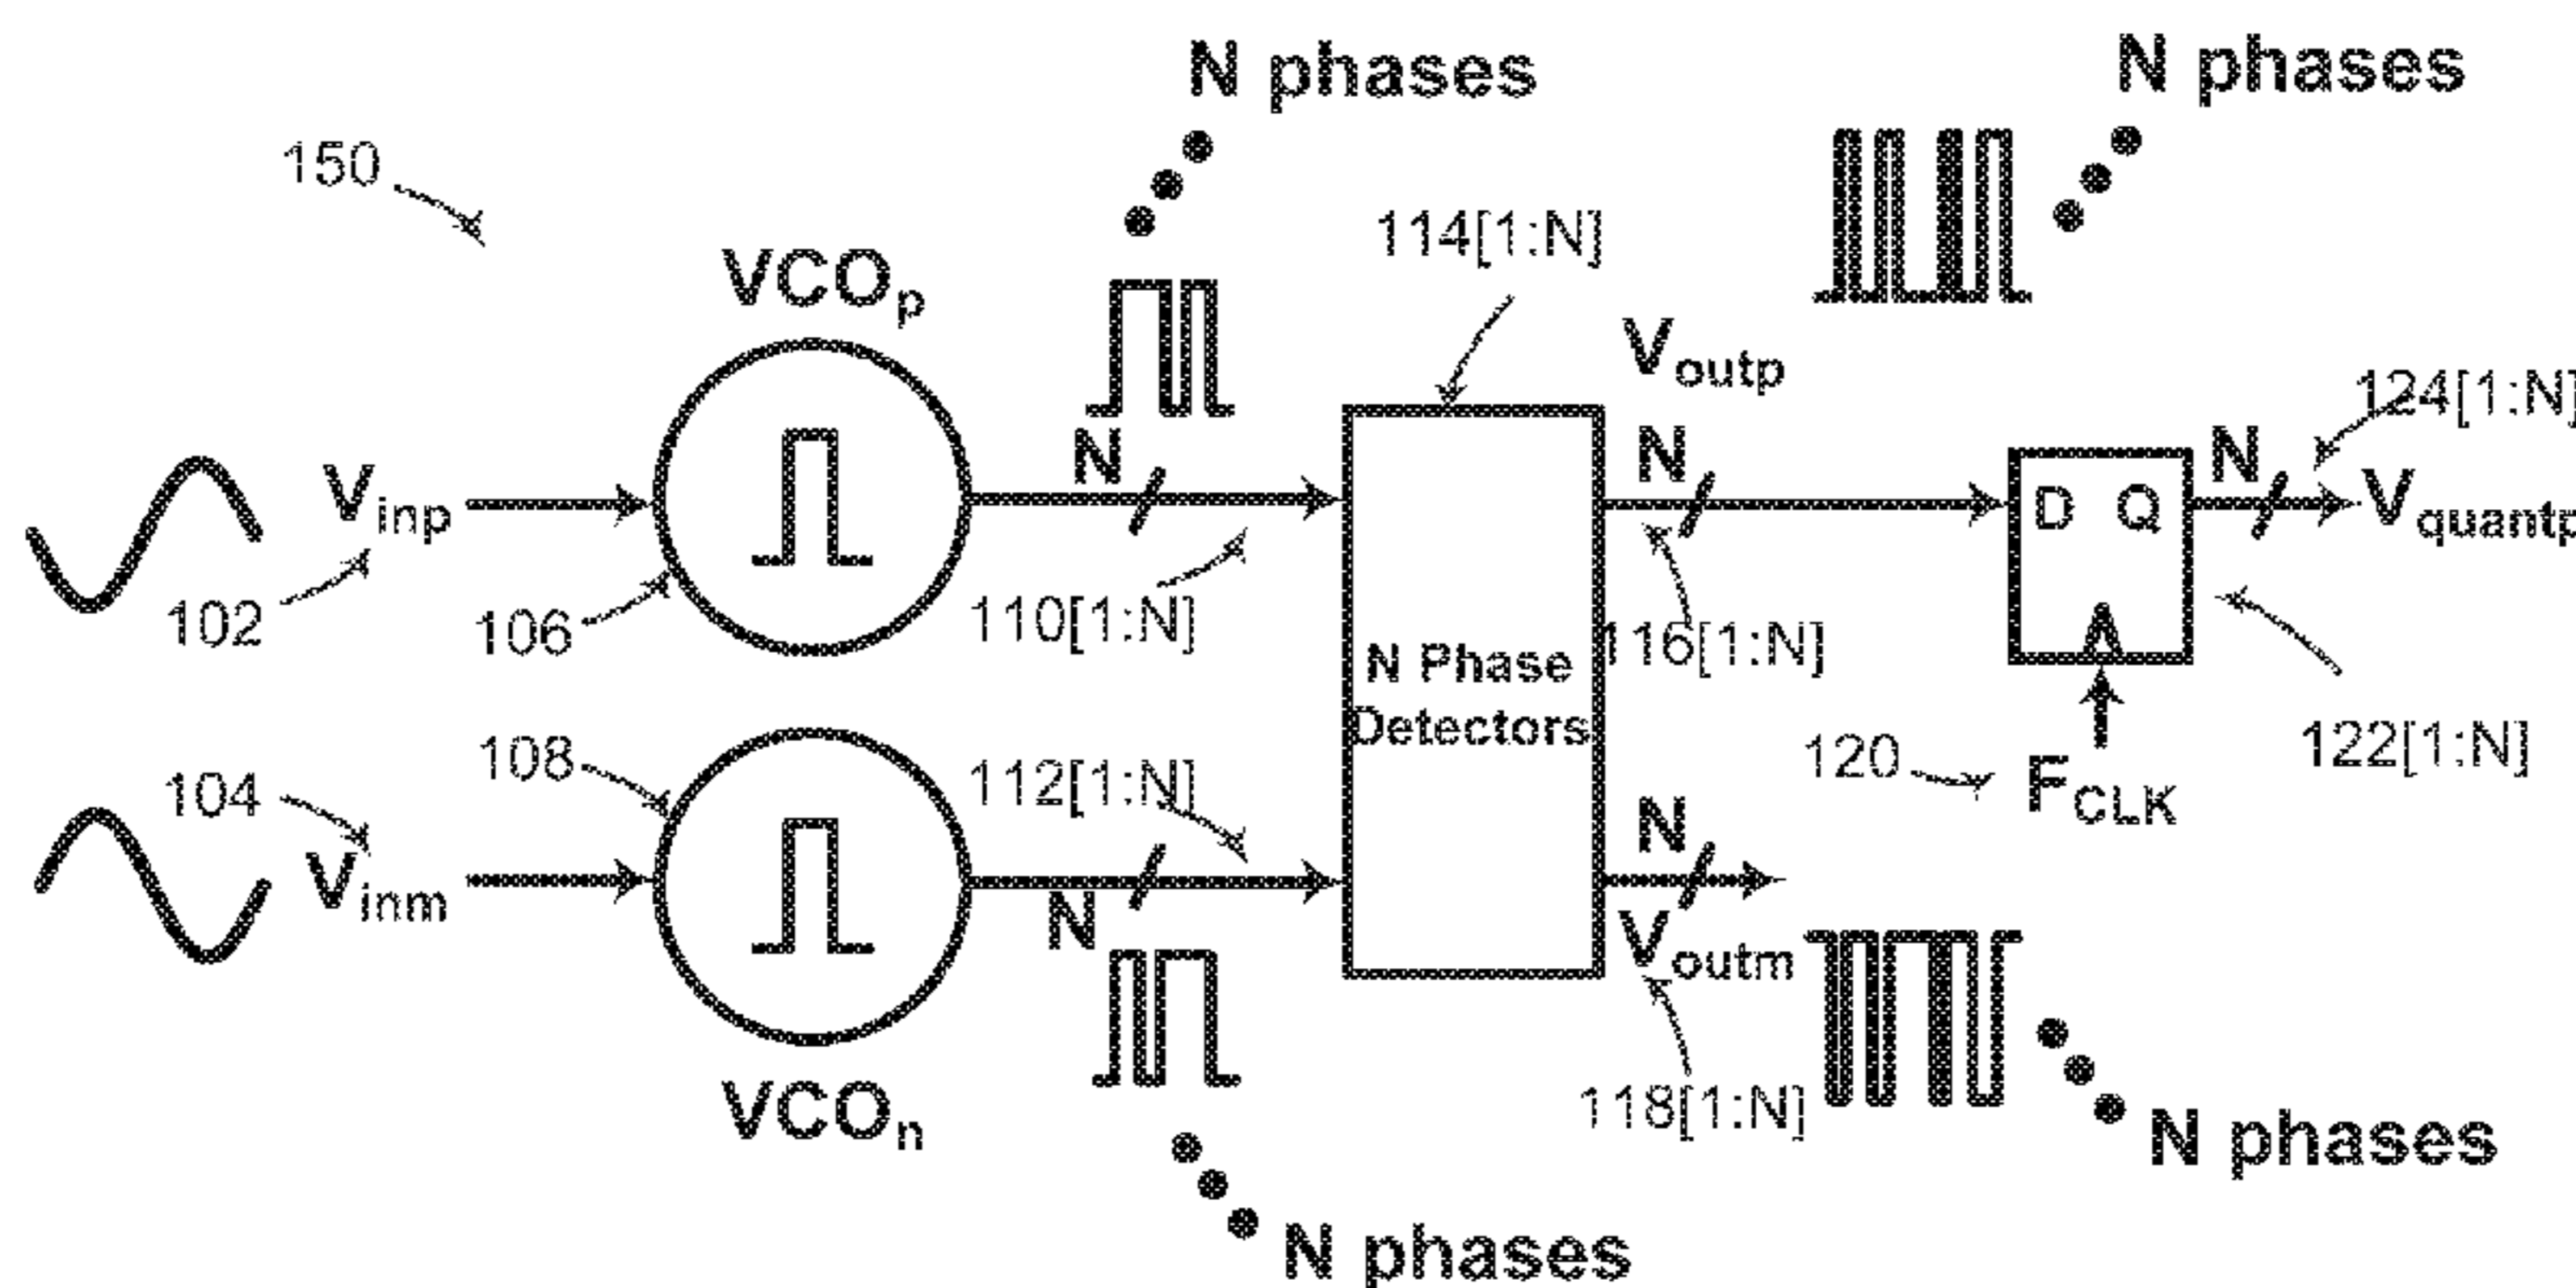 N phases
N phases
150
114[1:N]
VCOp
Voutp
124[1:N]
N
N
N
Vinp
D Q
Vquantp
102
106
110[1:N]
116[1:N]
N Phase
Detectors
108
112[1:N]
120
FCLK
122[1:N]
104
N
Vinm
N
Voutm
VCOn
118[1:N]
N phases
N phases